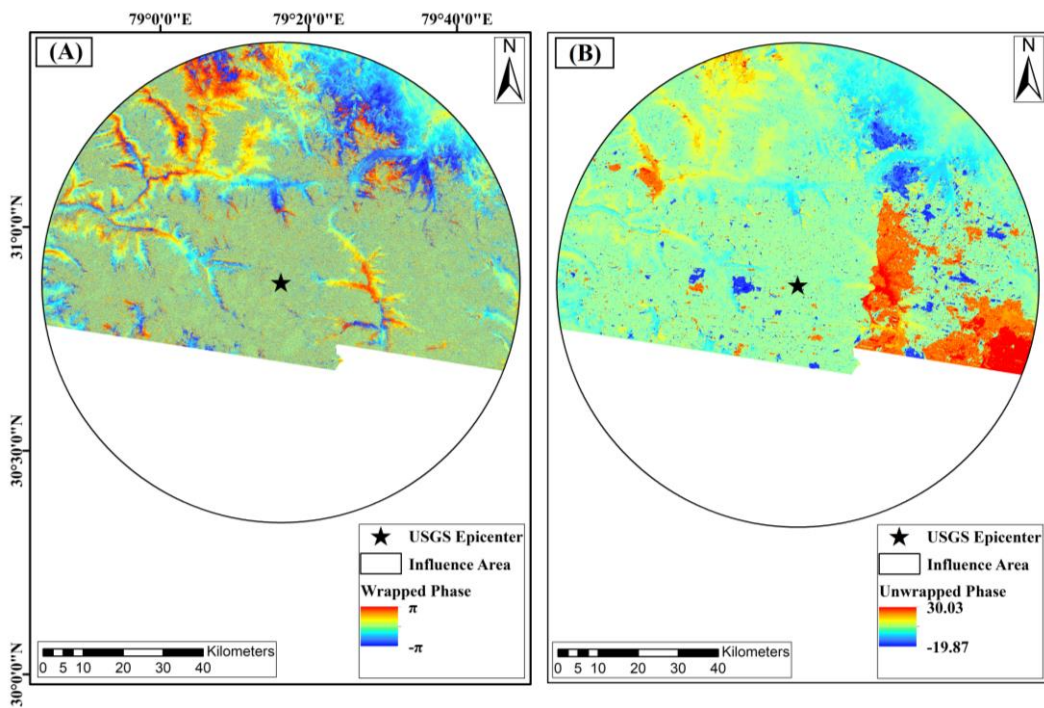 79°0'0"E 79°20'0"E 79°40'0"E
(A)
N
31°0'0"N
30°30'0"N
30°0'0"N
USGS Epicenter
Influence Area
Wrapped Phase
π
-π
Kilometers
0 5 10 20 30 40
(B)
N
USGS Epicenter
Influence Area
Unwrapped Phase
30.03
-19.87
Kilometers
0 5 10 20 30 40